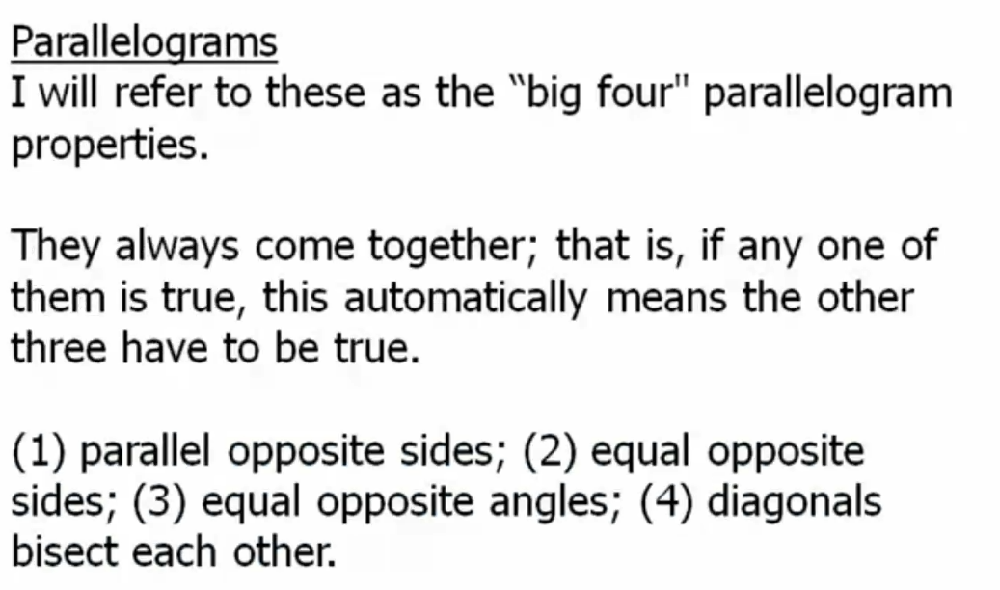 Parallelograms
I will refer to these as the “big four" parallelogram
properties.
They always come together; that is, if any one of
them is true, this automatically means the other
three have to be true.
(1) parallel opposite sides; (2) equal opposite
sides; (3) equal opposite angles; (4) diagonals
bisect each other.